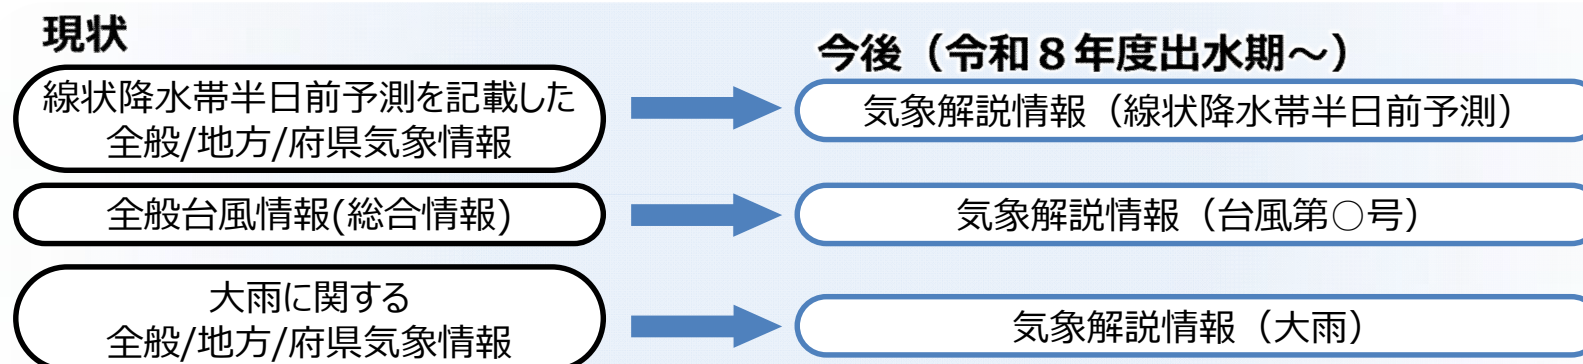 現状
今後（令和８年度出水期～）
線状降水帯半日前予測を記載した
全般/地方/府県気象情報
気象解説情報（線状降水帯半日前予測）
全般台風情報(総合情報)
気象解説情報（台風第○号）
大雨に関する
全般/地方/府県気象情報
気象解説情報（大雨）